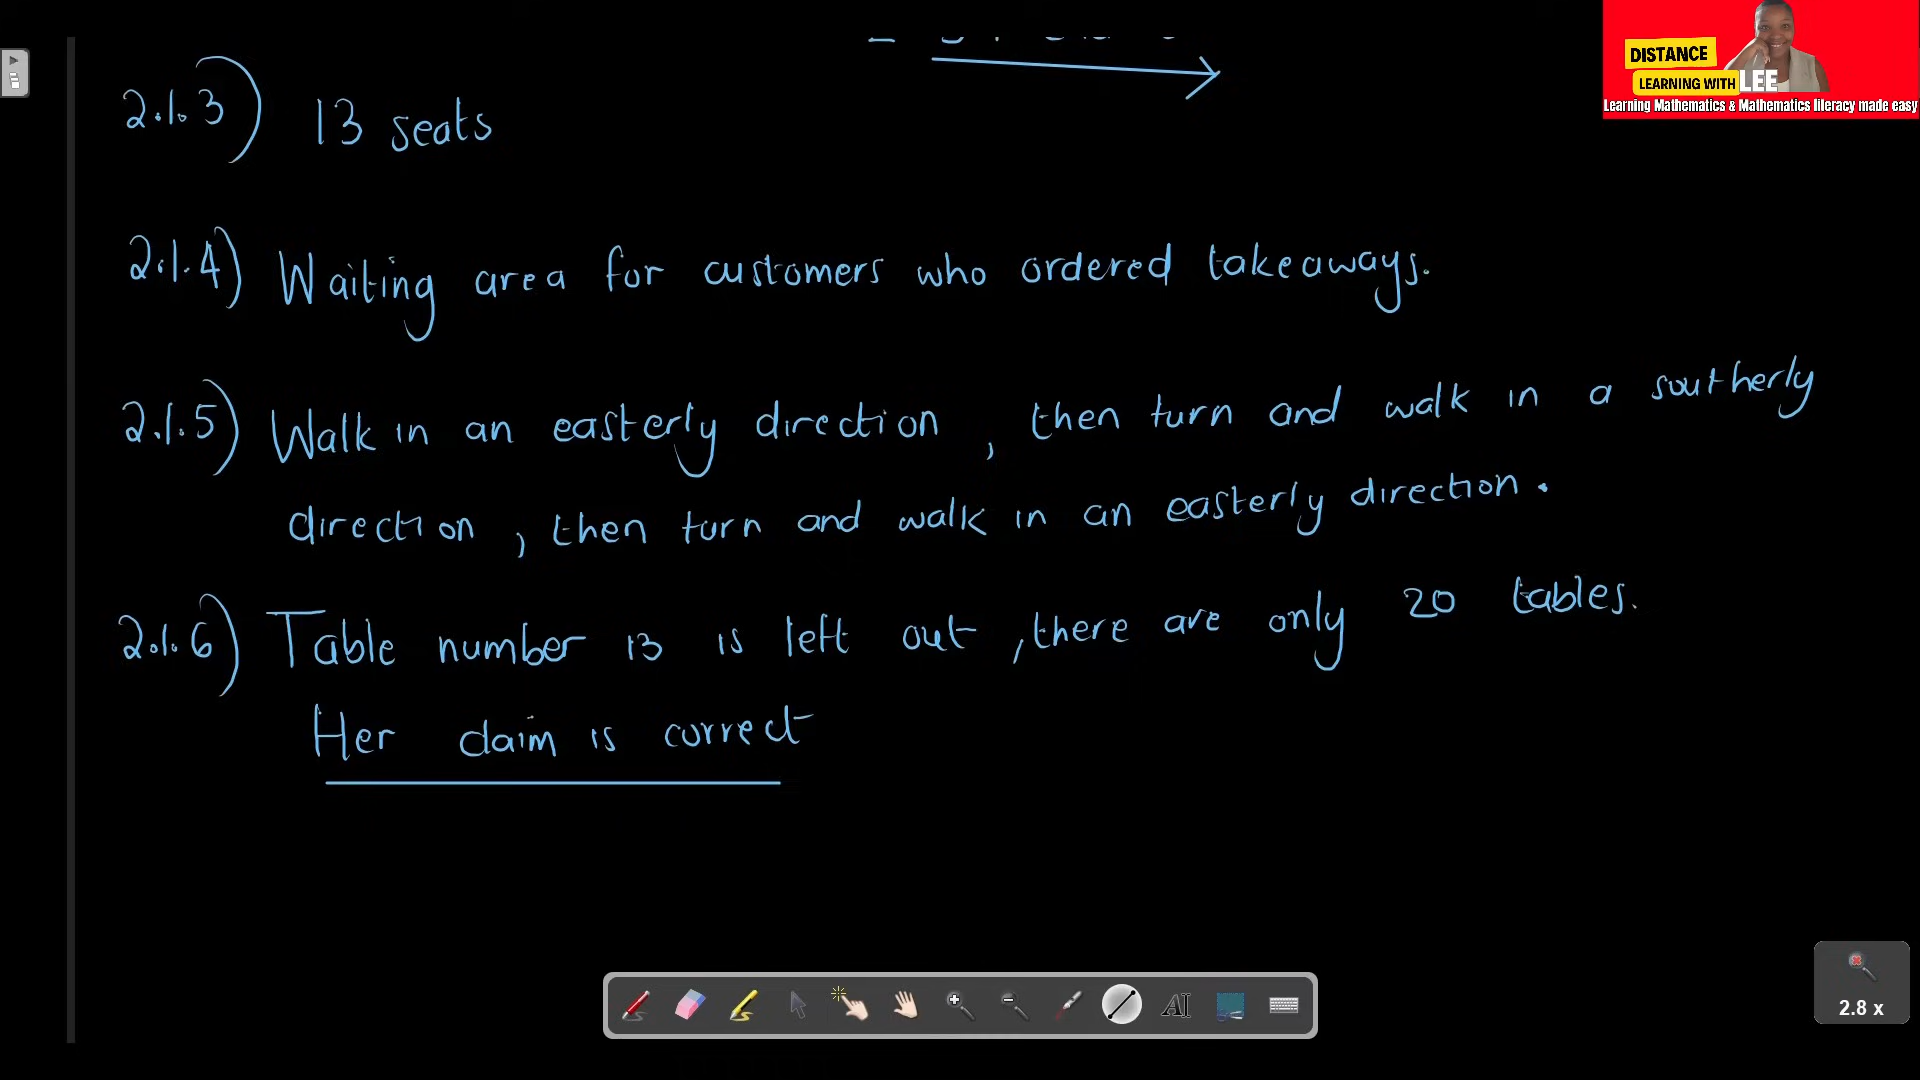 2.1.3) 13 seats
2.1.4) Waiting area for customers who ordered takeaways.
2.1.5) Walk in an easterly direction, then turn and walk in a southerly
direction, then turn and walk in an easterly direction.
2.1.6) Table number 13 is left out, there are only 20 tables.
Her claim is correct
DISTANCE
LEARNING WITH LEE
Learning Mathematics & Mathematics literacy made easy
AI
2.8 x